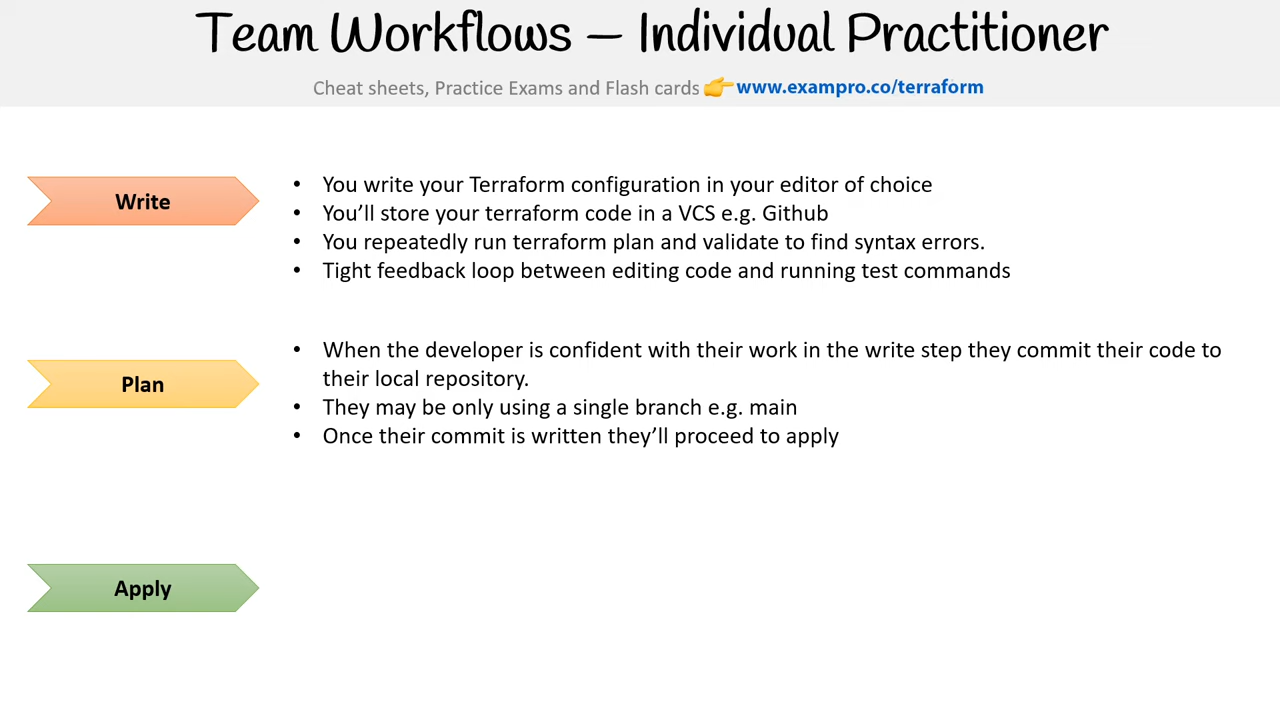 Team Workflows – Individual Practitioner
Cheat sheets, Practice Exams and Flash cards 👉 www.exampro.co/terraform
Write
• You write your Terraform configuration in your editor of choice
• You'll store your terraform code in a VCS e.g. Github
• You repeatedly run terraform plan and validate to find syntax errors.
• Tight feedback loop between editing code and running test commands
Plan
• When the developer is confident with their work in the write step they commit their code to
their local repository.
• They may be only using a single branch e.g. main
• Once their commit is written they'll proceed to apply
Apply